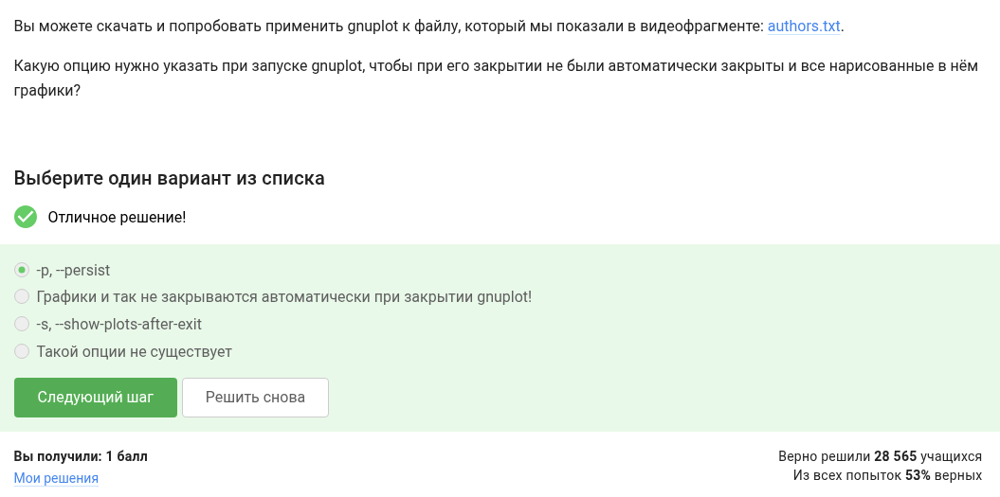 Вы можете скачать и попробовать применить gnuplot к файлу, который мы показали в видеофрагменте: authors.txt.
Какую опцию нужно указать при запуске gnuplot, чтобы при его закрытии не были автоматически закрыты и все нарисованные в нём
графики?
Выберите один вариант из списка
Отличное решение!
-p, --persist
Графики и так не закрываются автоматически при закрытии gnuplot!
-s, --show-plots-after-exit
Такой опции не существует
Следующий шаг
Решить снова
Вы получили: 1 балл
Мои решения
Верно решили 28 565 учащихся
Из всех попыток 53% верных